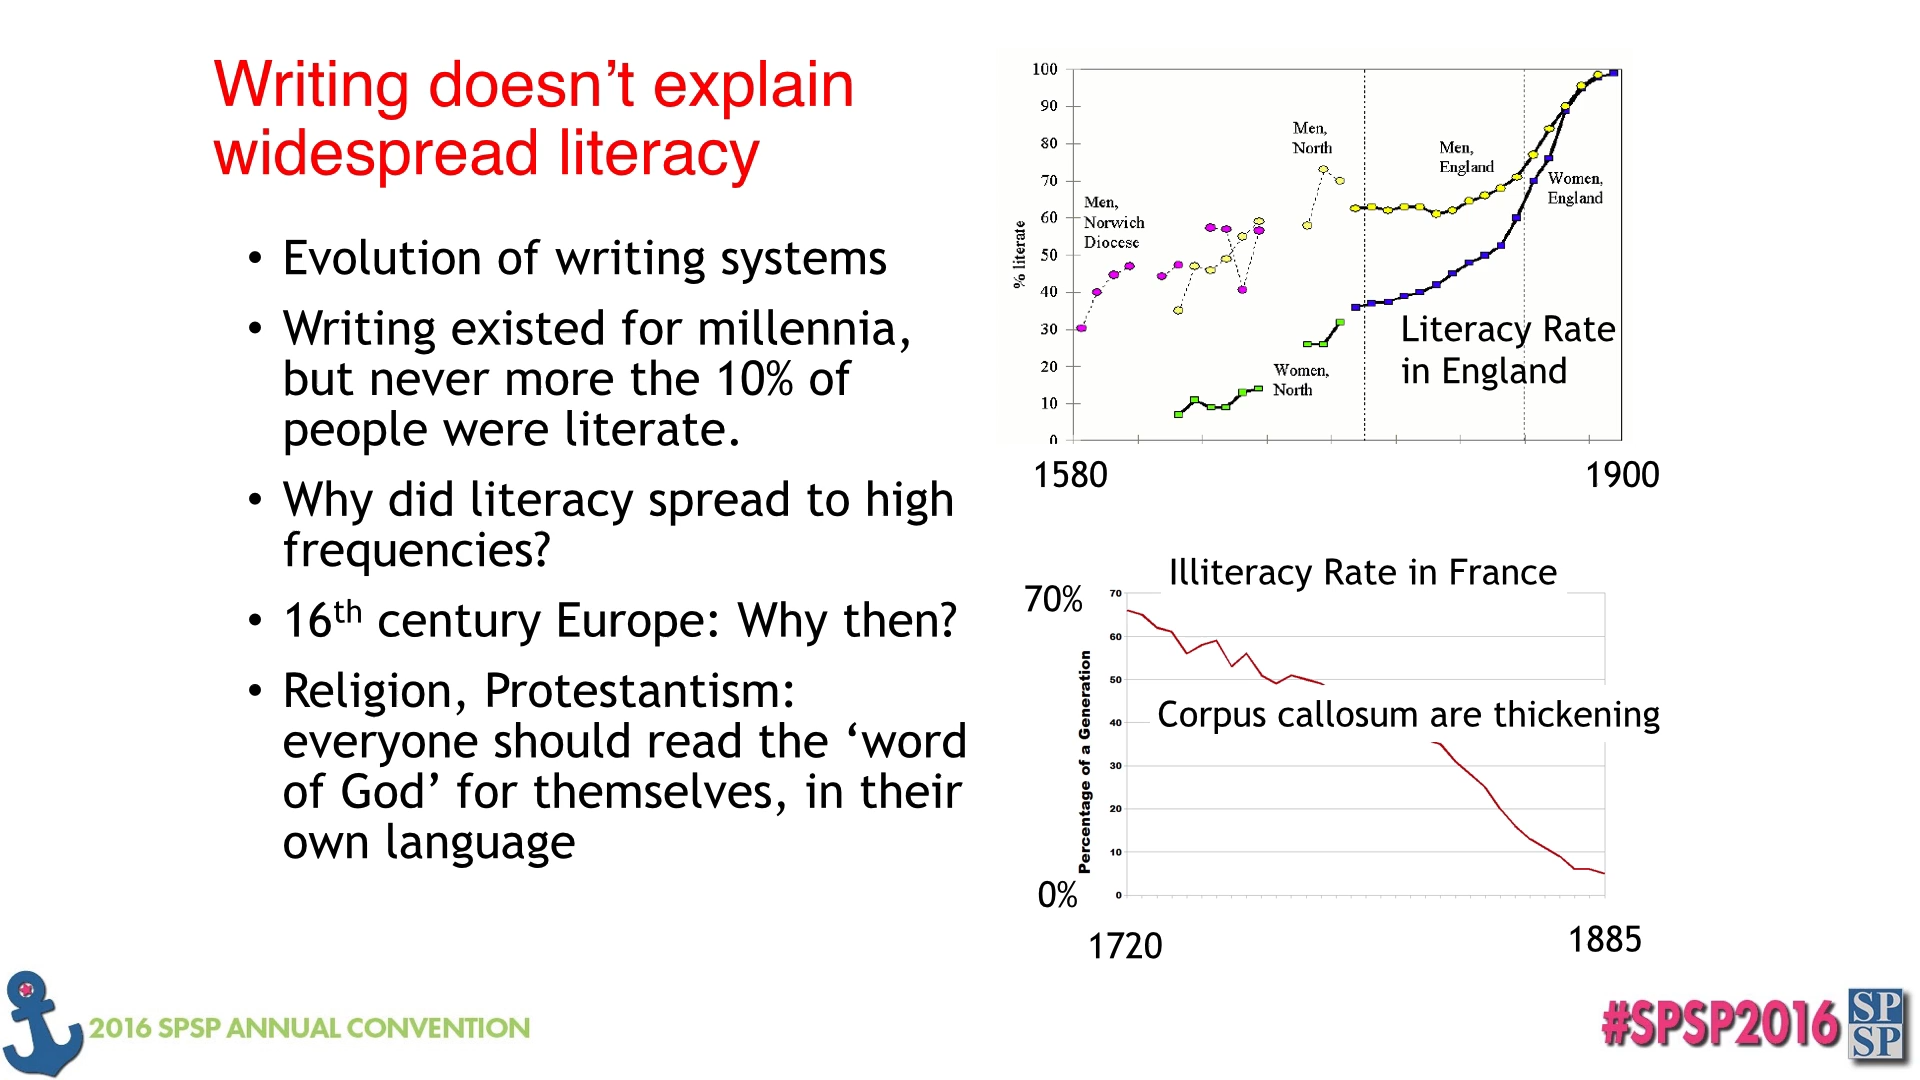 Writing doesn’t explain
widespread literacy
• Evolution of writing systems
• Writing existed for millennia,
but never more the 10% of
people were literate.
• Why did literacy spread to high
frequencies?
• 16th century Europe: Why then?
• Religion, Protestantism:
everyone should read the ‘word
of God’ for themselves, in their
own language
100
90
80
70
60
50
40
30
20
10
0
% literate
Men,
Norwich
Diocese
Men,
North
Men,
England
Women,
England
Women,
North
Literacy Rate
in England
1580
1900
Illiteracy Rate in France
70%
0%
70
60
50
40
30
20
10
0
Percentage of a Generation
Corpus callosum are thickening
1720
1885
2016 SPSP ANNUAL CONVENTION
#SPSP2016
SP
SP